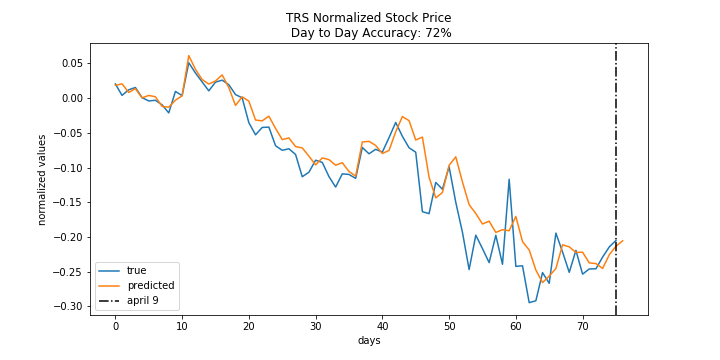 TRS Normalized Stock Price
Day to Day Accuracy: 72%
normalized values
0.05
0.00
−0.05
−0.10
−0.15
−0.20
−0.25
−0.30
true
predicted
april 9
0 10 20 30 40 50 60 70
days